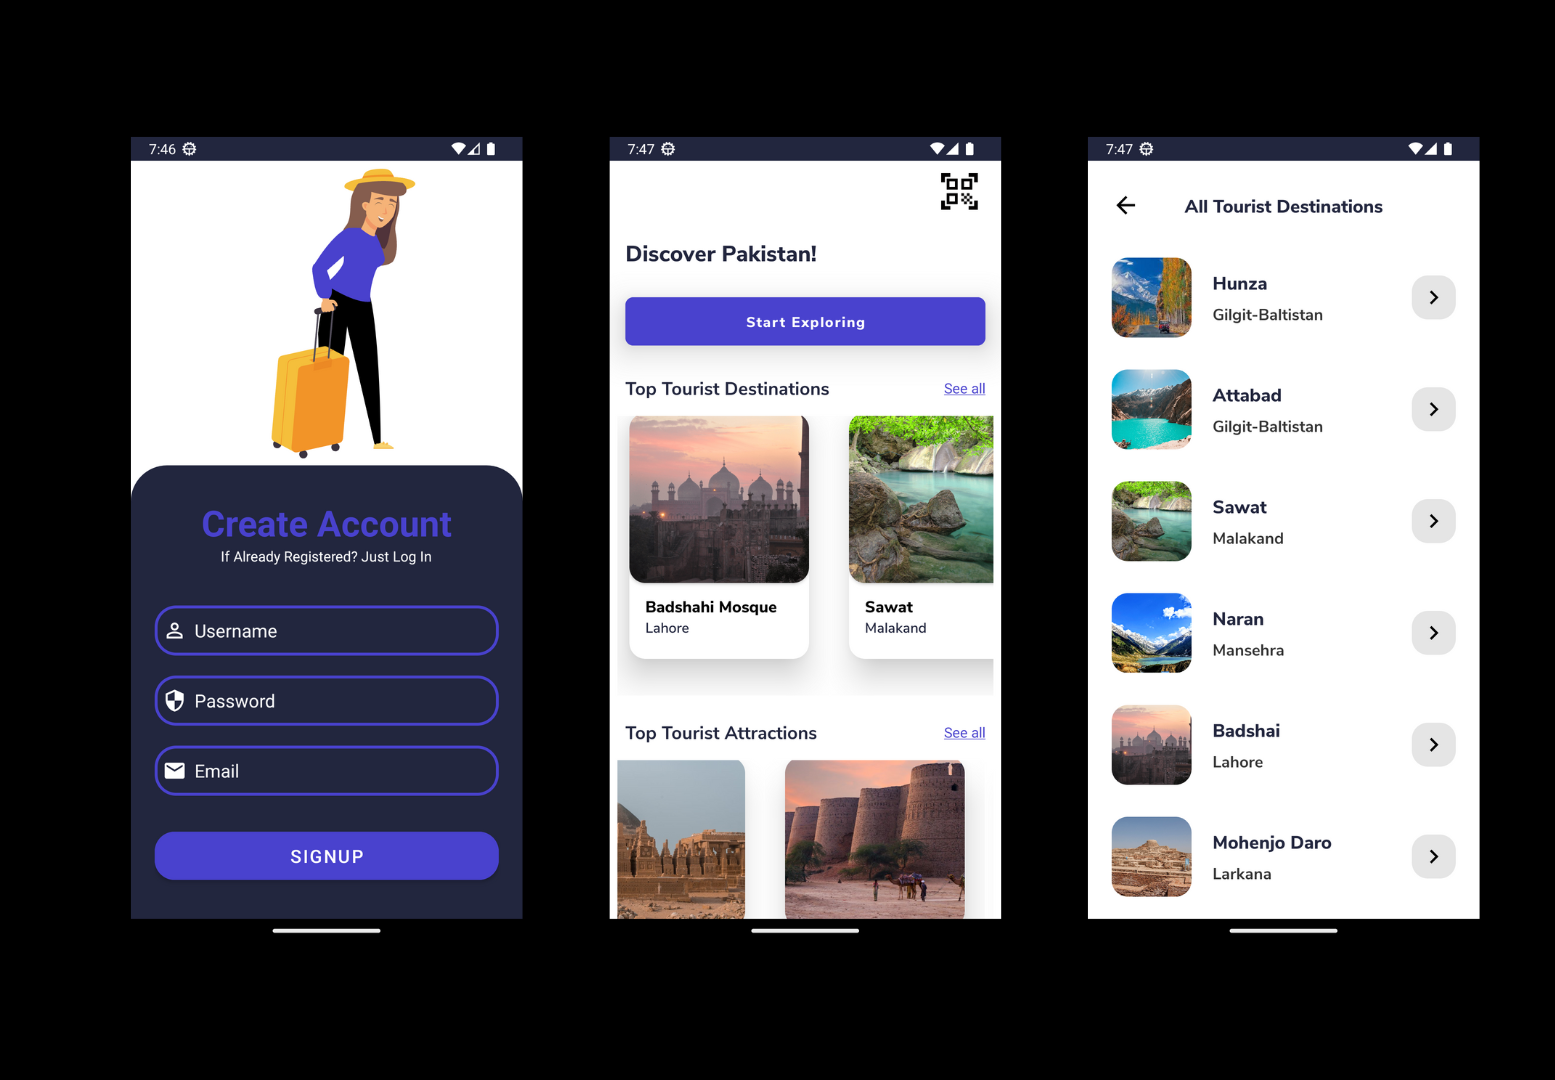 7:46
Create Account
If Already Registered? Just Log In
Username
Password
Email
SIGNUP
7:47
Discover Pakistan!
Start Exploring
Top Tourist Destinations See all
Badshahi Mosque
Lahore
Sawat
Malakand
Top Tourist Attractions See all
7:47
All Tourist Destinations
Hunza
Gilgit-Baltistan
Attabad
Gilgit-Baltistan
Sawat
Malakand
Naran
Mansehra
Badshai
Lahore
Mohenjo Daro
Larkana